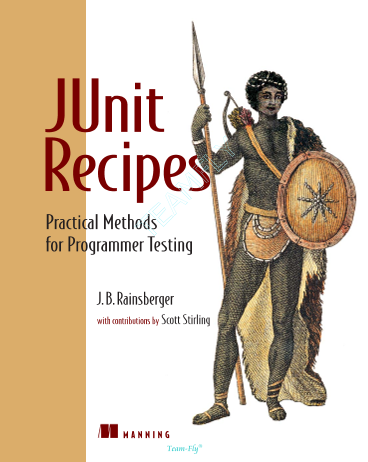 JUnit
Recipes
Practical Methods
for Programmer Testing
J. B. Rainsberger
with contributions by Scott Stirling
MANNING
Team-Fly®